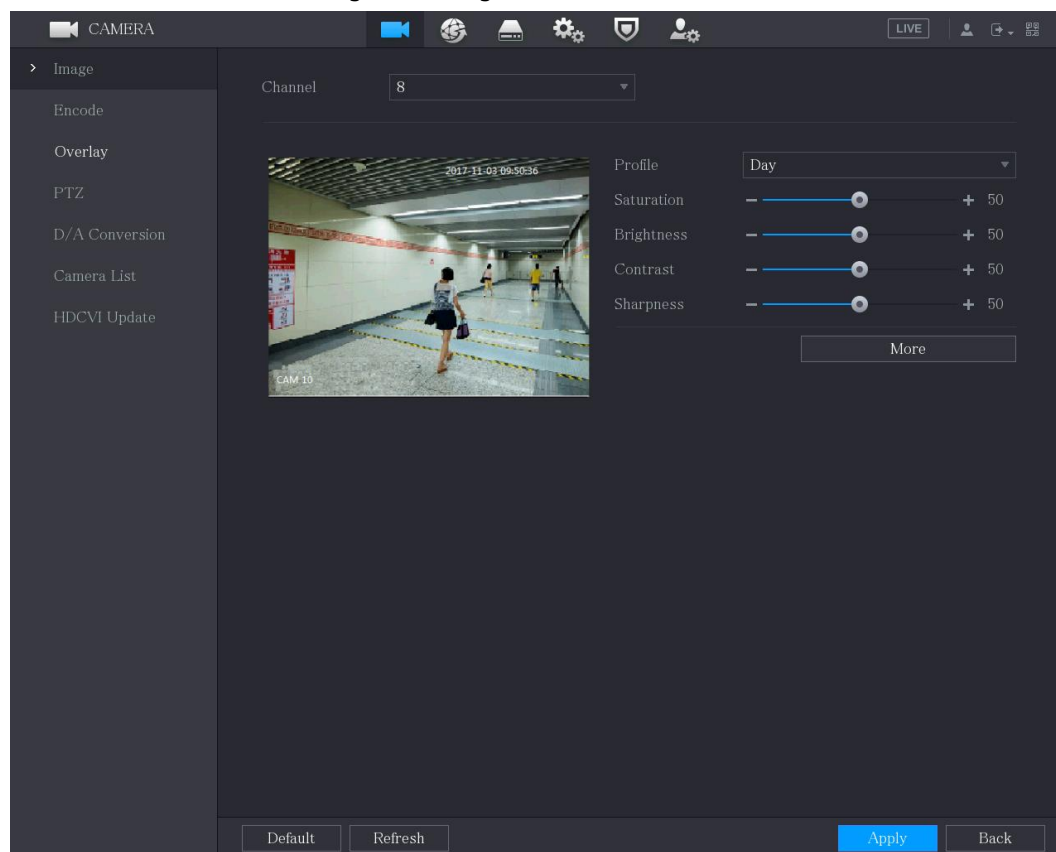 CAMERA
LIVE
Image
Encode
Overlay
PTZ
D/A Conversion
Camera List
HDCVI Update
Channel 8
2017-11-03 09:50:36
CAM 10
Profile Day
Saturation 50
Brightness 50
Contrast 50
Sharpness 50
More
Default Refresh Apply Back